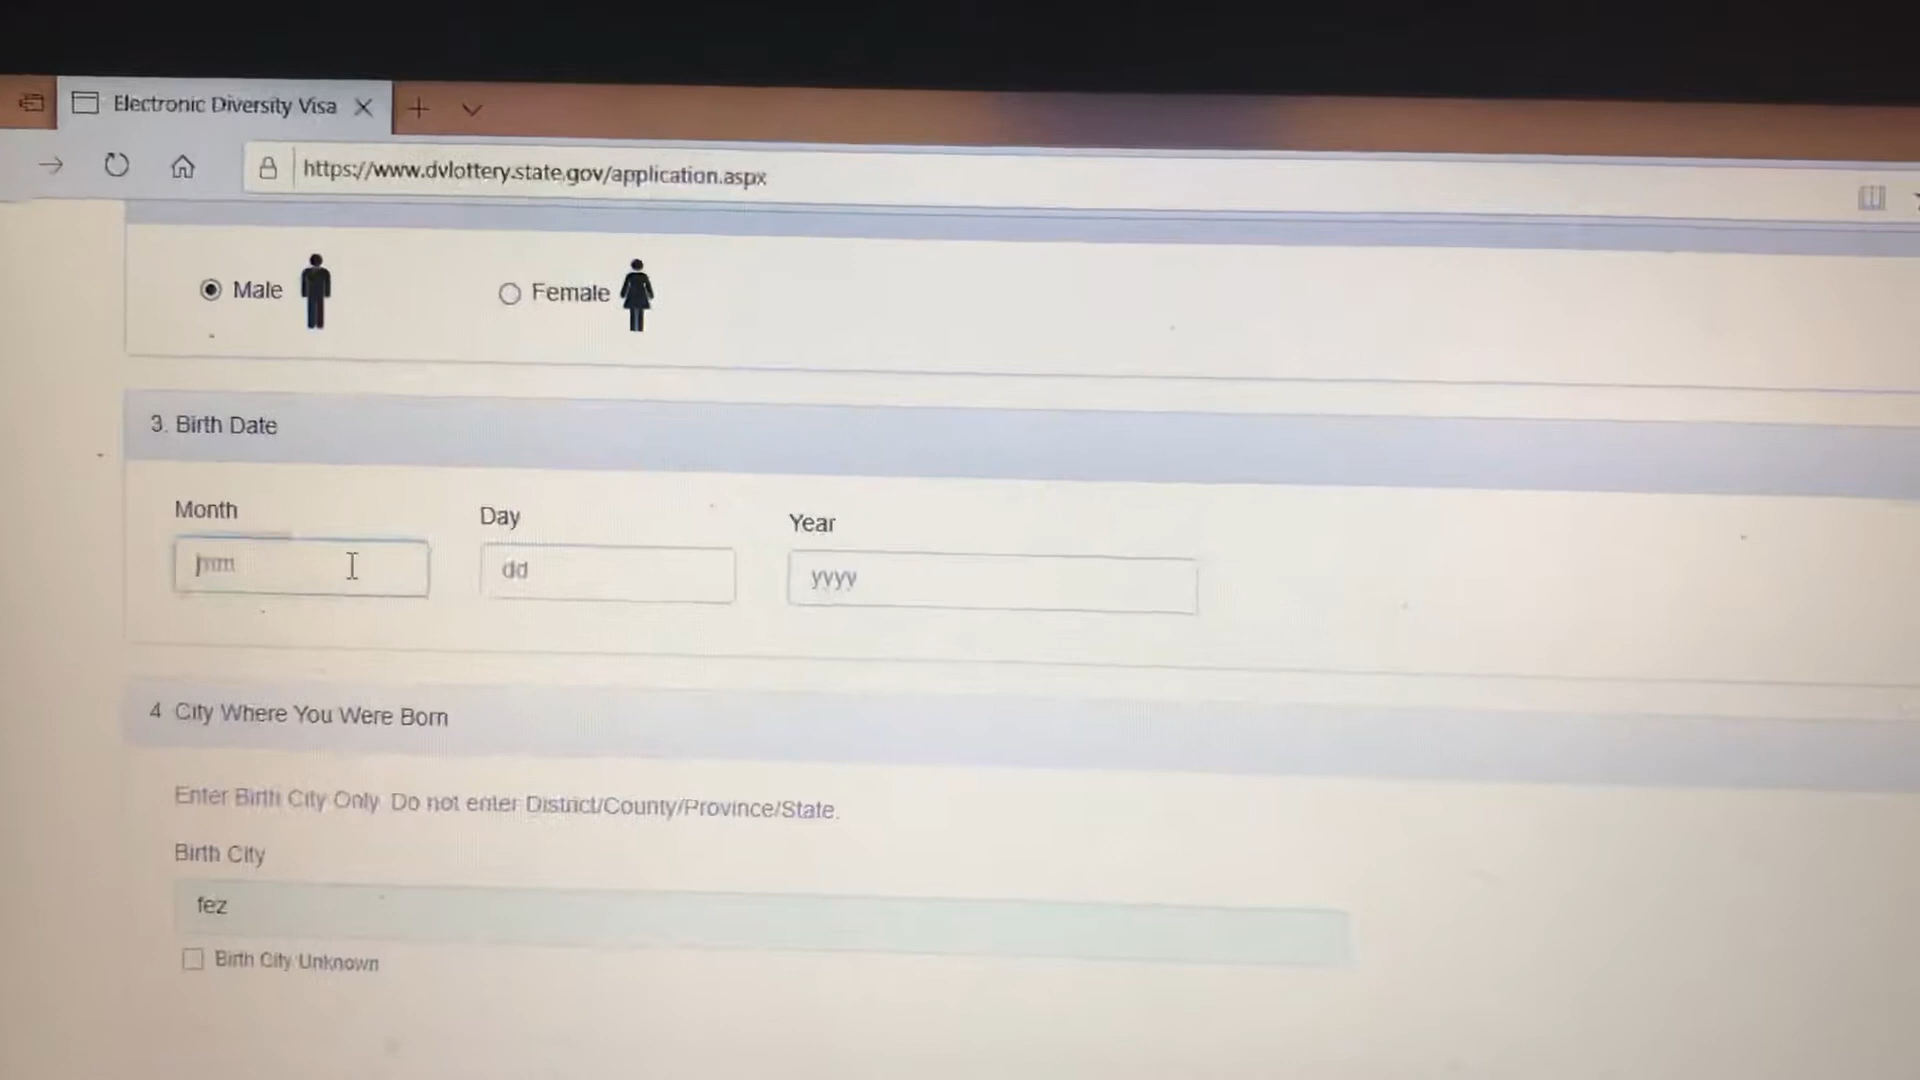 Electronic Diversity Visa
https://www.dvlottery.state.gov/application.aspx
Male
Female
3. Birth Date
Month
Day
Year
mm
dd
yyyy
4 City Where You Were Born
Enter Birth City Only Do not enter District/County/Province/State.
Birth City
fez
Birth City Unknown